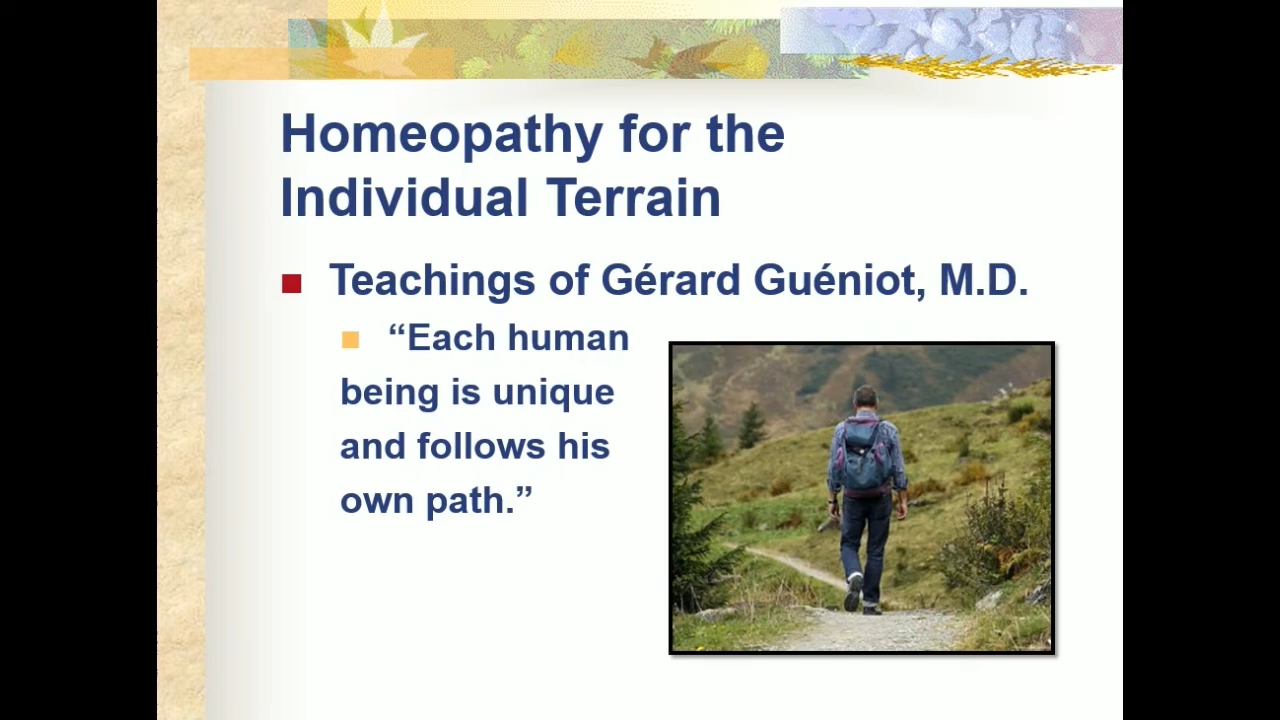 Homeopathy for the
Individual Terrain
Teachings of Gérard Guéniot, M.D.
“Each human
being is unique
and follows his
own path.”